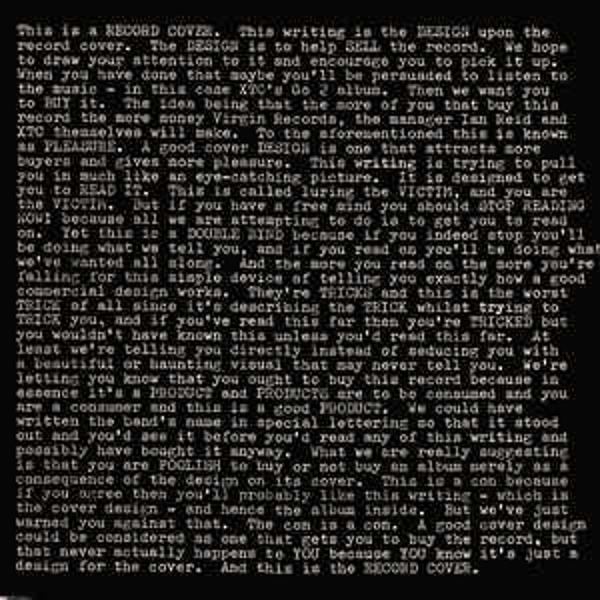 This is a RECORD COVER. This writing is the DESIGN upon the
record cover. The DESIGN is to help SELL the record. We hope
to draw your attention to it and encourage you to pick it up.
When you have done that maybe you'll be persuaded to listen to
the music - in this case XTC's Go 2 album. Then we want you
to BUY it. The idea being that the more of you that buy this
record the more money Virgin Records, the manager Ian Reid and
XTC themselves will make. To the aforementioned this is known
as PLEASURE. A good cover DESIGN is one that attracts more
buyers and gives more pleasure. This writing is trying to pull
you in much like an eye-catching picture. It is designed to get
you to READ IT. This is called luring the VICTIM, and you are
the VICTIM. But if you have a free mind you should STOP READING
NOW! because all we are attempting to do is to get you to read
on. Yet this is a DOUBLE BIND because if you indeed stop you'll
be doing what we tell you, and if you read on you'll be doing what
we've wanted all along. And the more you read on the more you're
falling for this simple device of telling you exactly how a good
commercial design works. They're TRICKS and this is the worst
TRICK of all since it's describing the TRICK whilst trying to
TRICK you, and if you've read this far then you're TRICKED but
you wouldn't have known this unless you'd read this far. At
least we're telling you directly instead of seducing you with
a beautiful or haunting visual that may never tell you. We're
letting you know that you ought to buy this record because in
essence it's a PRODUCT and PRODUCTS are to be consumed and you
are a consumer and this is a good PRODUCT. We could have
written the band's name in special lettering so that it stood
out and you'd see it before you'd read any of this writing and
possibly have bought it anyway. What we are really suggesting
is that you are FOOLISH to buy or not buy an album merely as a
consequence of the design on its cover. This is a con because
if you agree then you'll probably like this writing - which is
the cover design - and hence the album inside. But we've just
warned you against that. The con is a con. A good cover design
could be considered as one that gets you to buy the record, but
that never actually happens to YOU because YOU know it's just a
design for the cover. And this is the RECORD COVER.